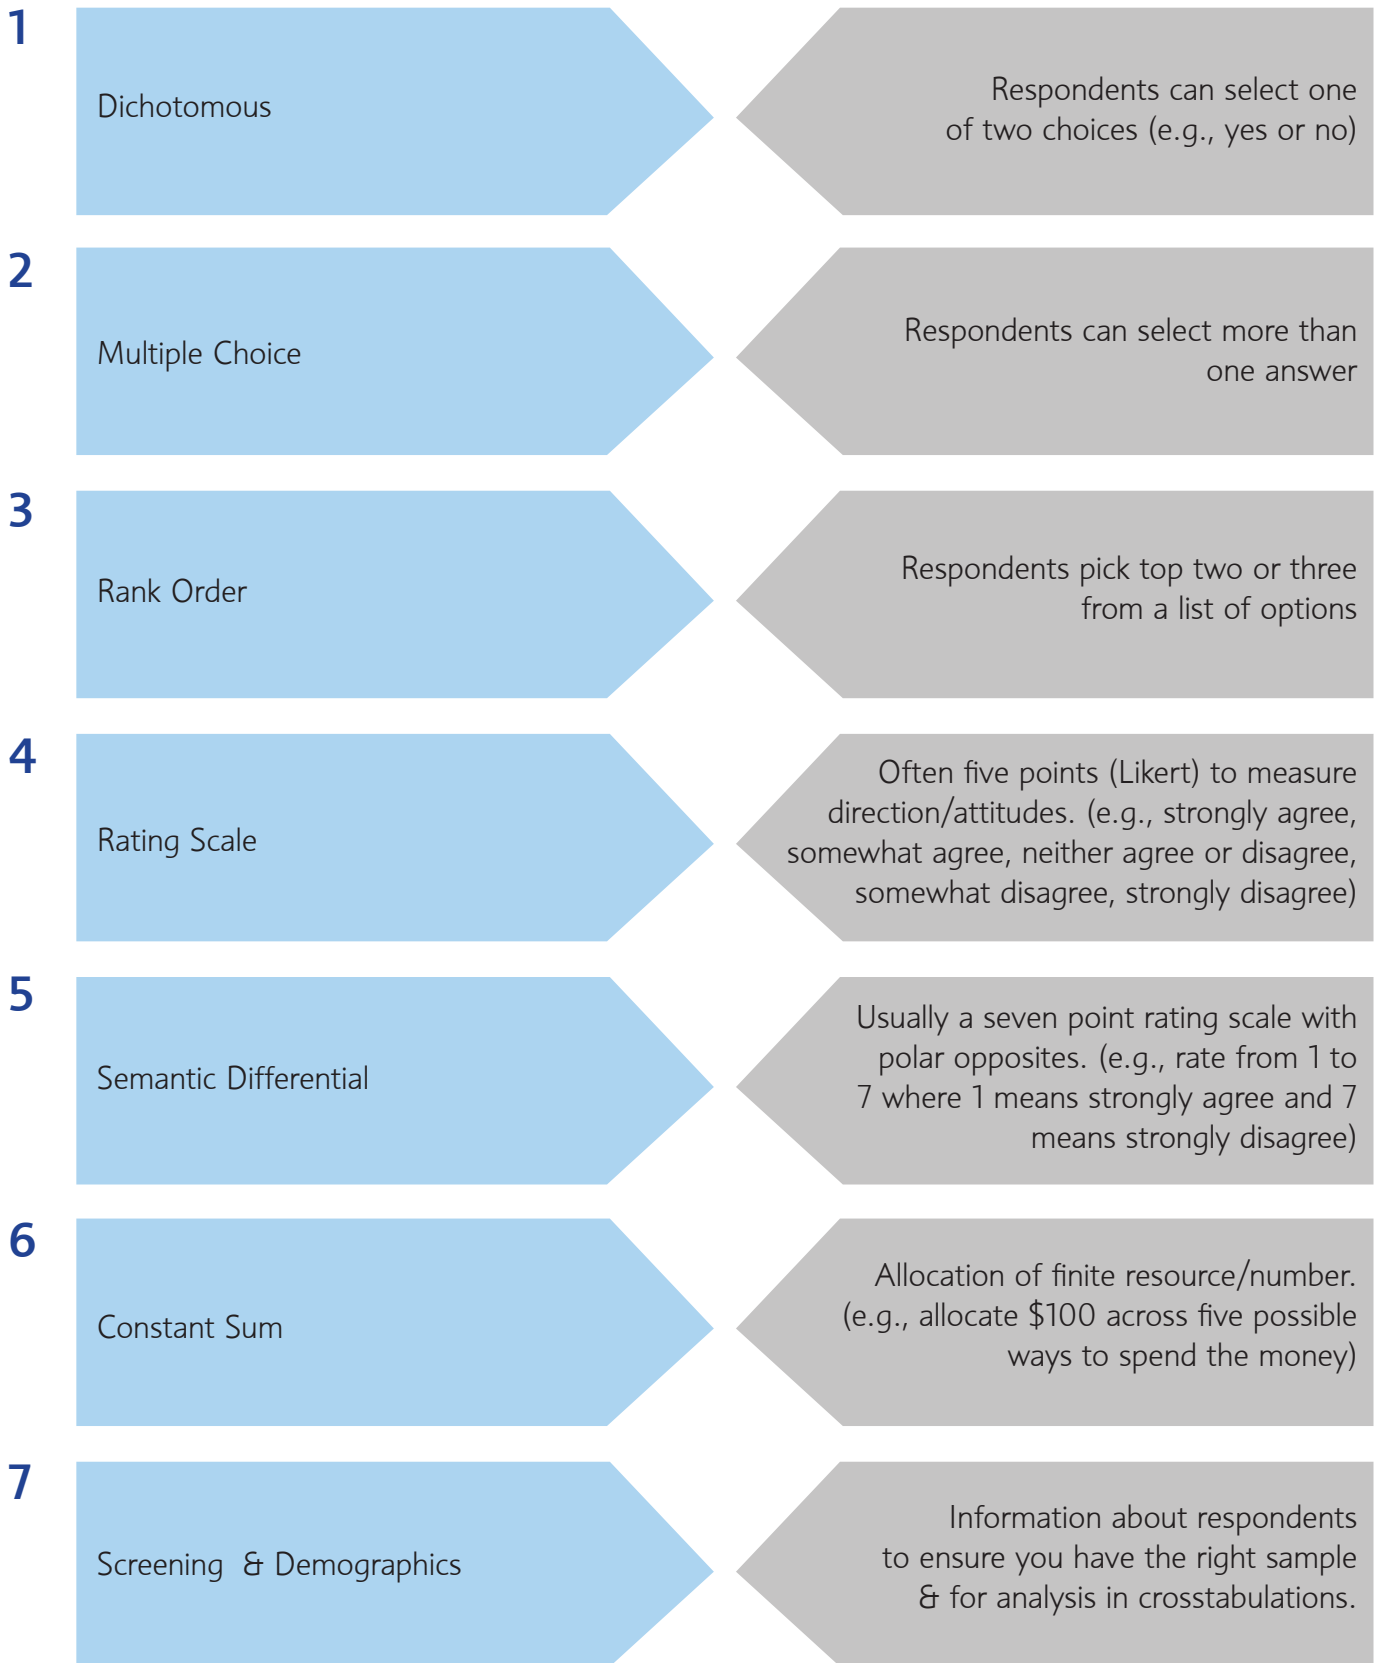 1
Dichotomous
Respondents can select one
of two choices (e.g., yes or no)
2
Multiple Choice
Respondents can select more than
one answer
3
Rank Order
Respondents pick top two or three
from a list of options
4
Rating Scale
Often five points (Likert) to measure
direction/attitudes. (e.g., strongly agree,
somewhat agree, neither agree or disagree,
somewhat disagree, strongly disagree)
5
Semantic Differential
Usually a seven point rating scale with
polar opposites. (e.g., rate from 1 to
7 where 1 means strongly agree and 7
means strongly disagree)
6
Constant Sum
Allocation of finite resource/number.
(e.g., allocate $100 across five possible
ways to spend the money)
7
Screening & Demographics
Information about respondents
to ensure you have the right sample
& for analysis in crosstabulations.